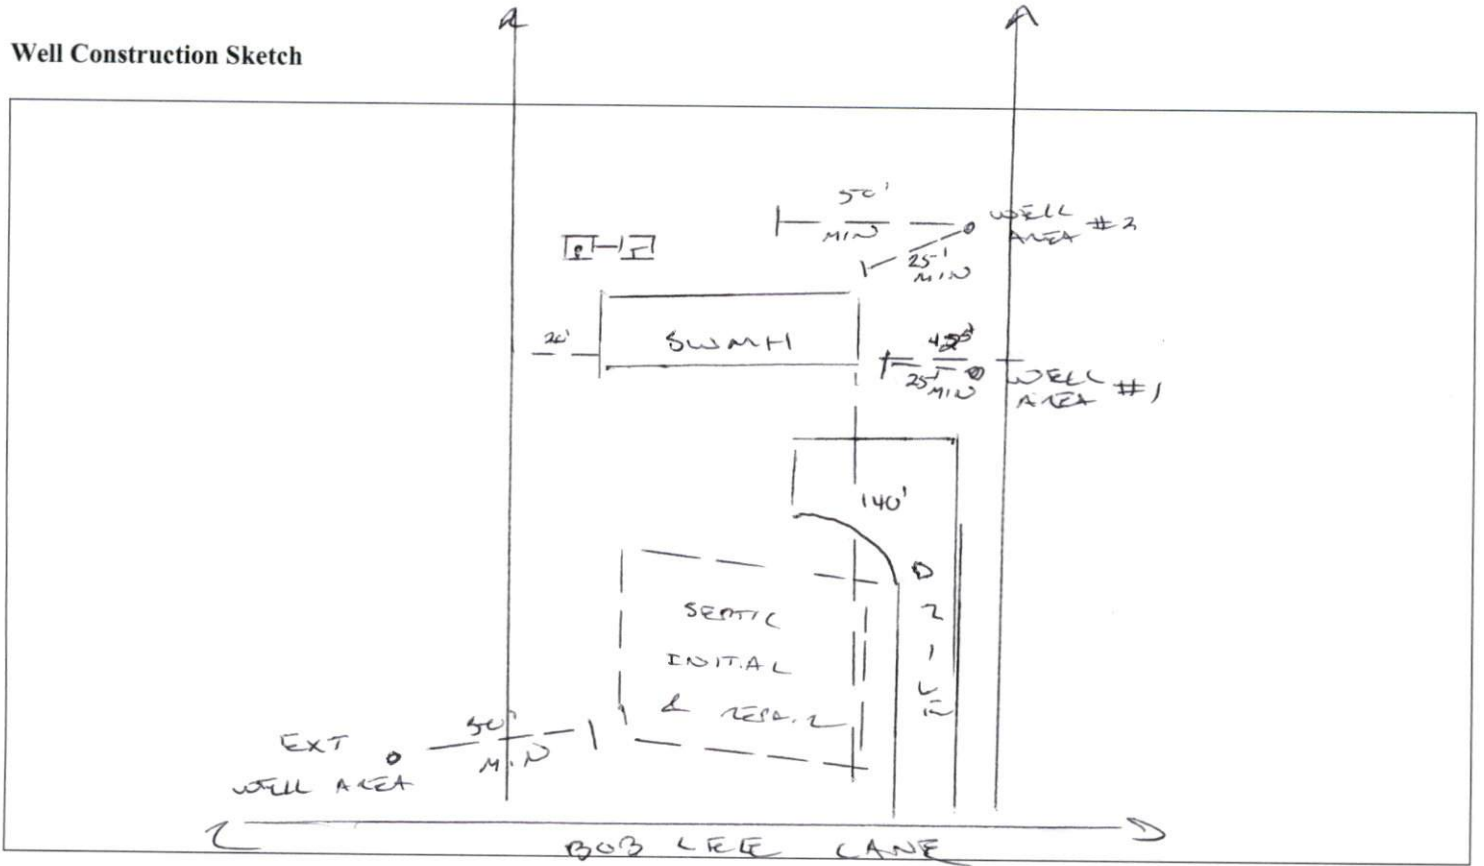 Well Construction Sketch
50'
MIN
WELL
AREA #2
25'
MIN
20'
SWMH
25'
MIN
WELL
AREA #1
140'
DRIVE
SEPTIC
INITIAL
& REPAIR
50'
MIN
EXT
WELL AREA
BOB LEE LANE